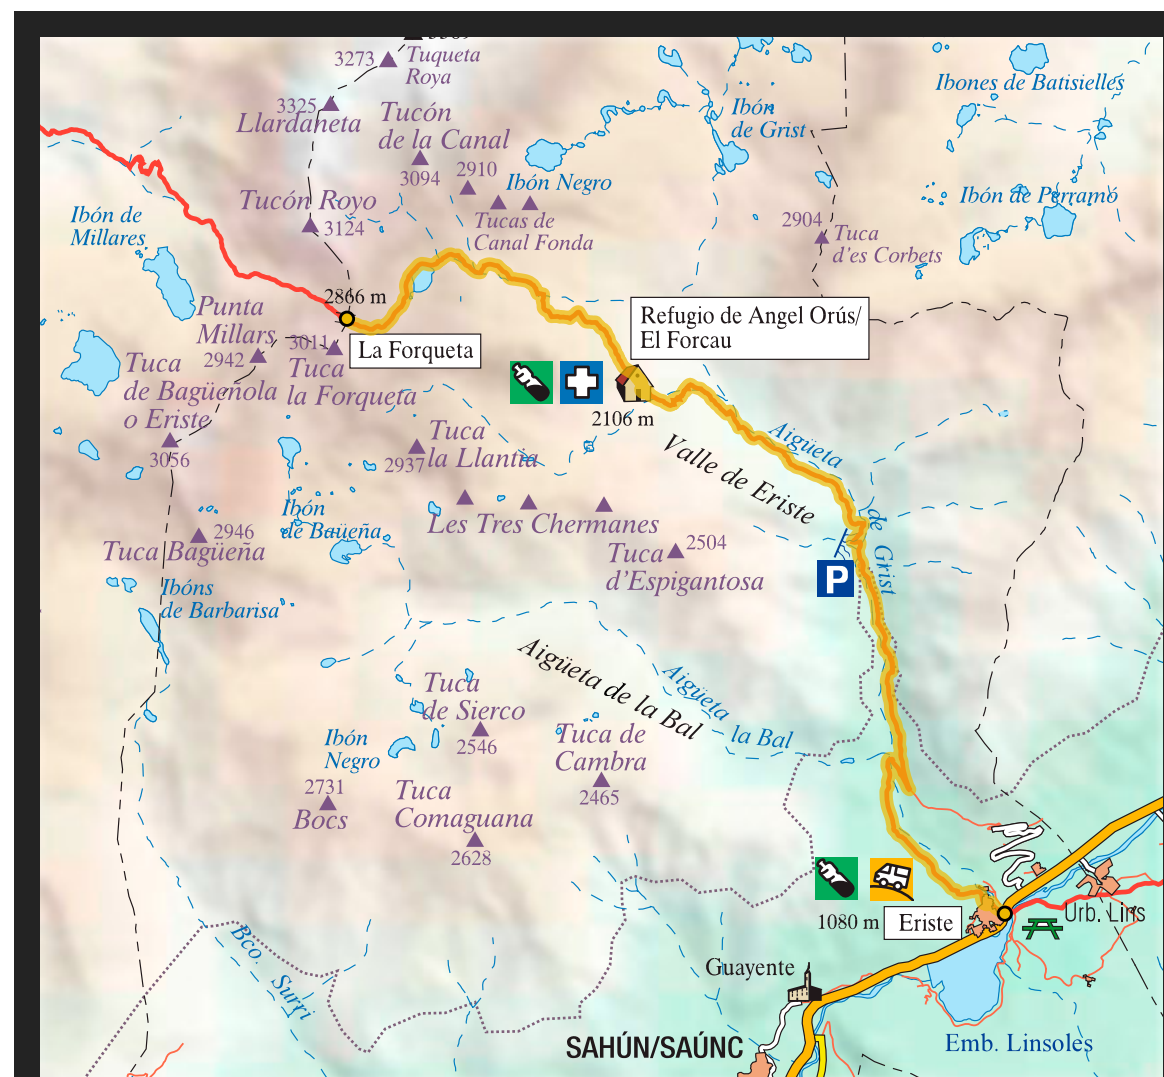 3273
Tuqueta
Roya
3325
Llardaneta
Tucón
de la Canal
3094
2910
Ibón Negro
Tucas de
Canal Fonda
Ibón
de Grist
Ibones de Batisielles
Ibón de Perramó
2904
Tuca
d'es Corbets
Tucón Royo
3124
Ibón de
Millares
2866 m
La Forqueta
Punta
Millars
2942
3011
Tuca
la Forqueta
Tuca
de Bagüeñola
o Eriste
3056
Refugio de Angel Orús/
El Forcau
2106 m
Tuca
la Llantia
2937
Valle de Eriste
Aigüeta
de Grist
Les Tres Chermanes
Ibón
de Baüeña
2946
Tuca Bagüeña
2504
Tuca
d'Espigantosa
P
Ibóns
de Barbarisa
Aigüeta de la Bal
Aigüeta
la Bal
Tuca
de Sierco
2546
Tuca de
Cambra
2465
Ibón
Negro
2731
Bocs
Tuca
Comaguana
2628
1080 m
Eriste
Urb. Lins
Guayente
Bco. Surri
SAHÚN/SAÚNC
Emb. Linsoles